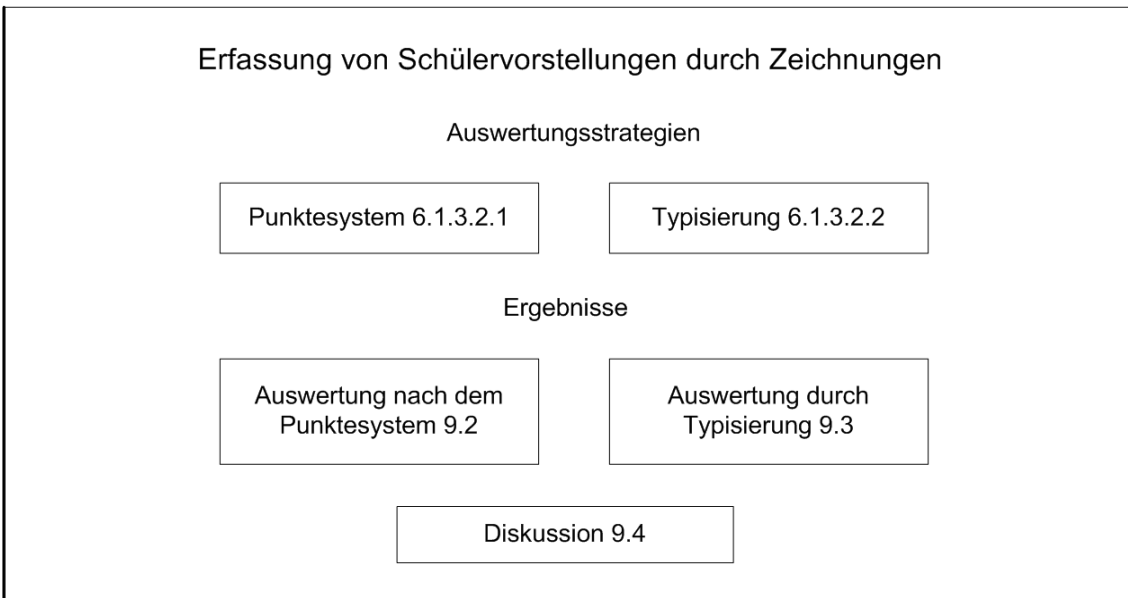 Erfassung von Schülervorstellungen durch Zeichnungen
Auswertungsstrategien
Punktesystem 6.1.3.2.1
Typisierung 6.1.3.2.2
Ergebnisse
Auswertung nach dem
Punktesystem 9.2
Auswertung durch
Typisierung 9.3
Diskussion 9.4